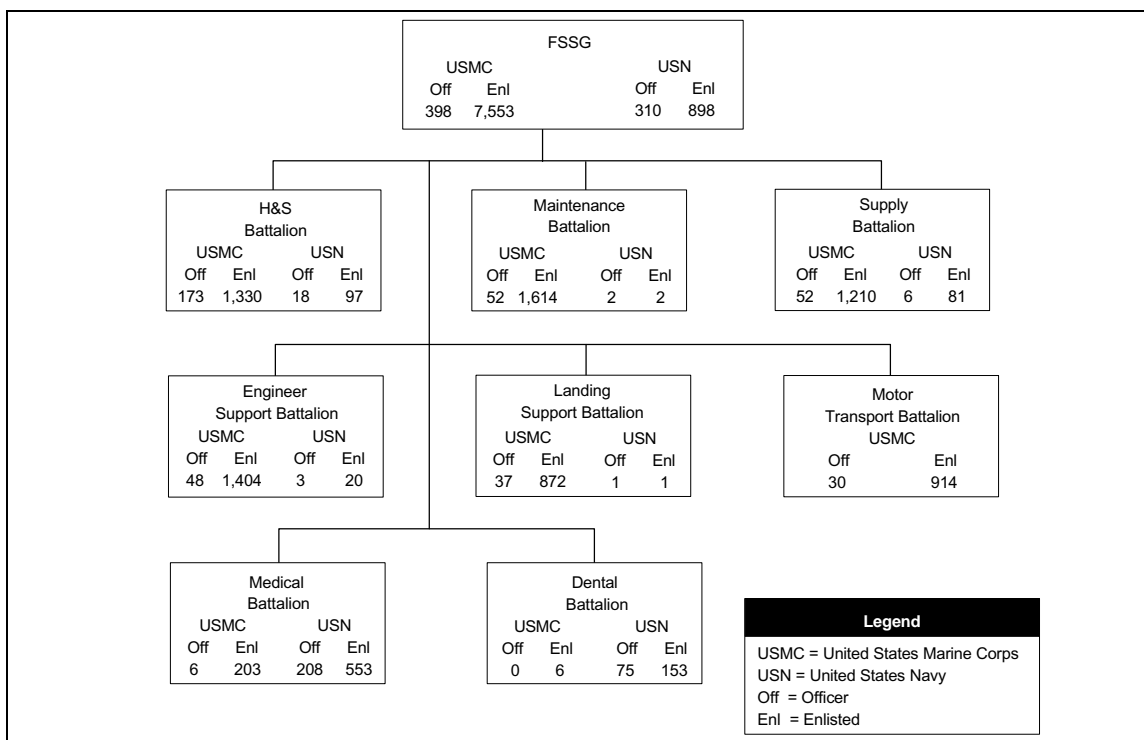 FSSG
USMC USN
Off Enl Off Enl
398 7,553 310 898
H&S
Battalion
USMC USN
Off Enl Off Enl
173 1,330 18 97
Maintenance
Battalion
USMC USN
Off Enl Off Enl
52 1,614 2 2
Supply
Battalion
USMC USN
Off Enl Off Enl
52 1,210 6 81
Engineer
Support Battalion
USMC USN
Off Enl Off Enl
48 1,404 3 20
Landing
Support Battalion
USMC USN
Off Enl Off Enl
37 872 1 1
Motor
Transport Battalion
USMC
Off Enl
30 914
Medical
Battalion
USMC USN
Off Enl Off Enl
6 203 208 553
Dental
Battalion
USMC USN
Off Enl Off Enl
0 6 75 153
Legend
USMC = United States Marine Corps
USN = United States Navy
Off = Officer
Enl = Enlisted